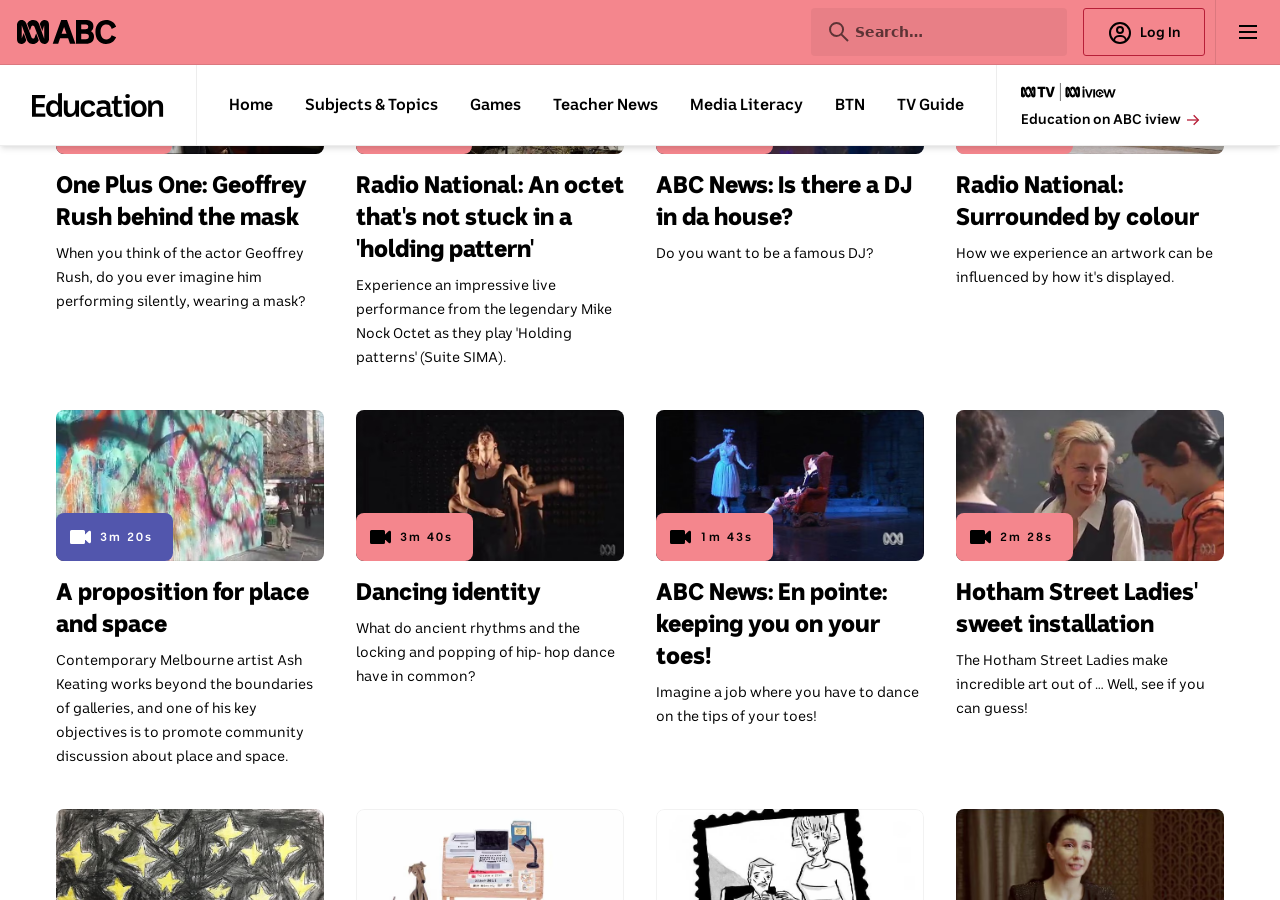 ABC
Search...
Log In
Education
Home
Subjects & Topics
Games
Teacher News
Media Literacy
BTN
TV Guide
TV
iview
Education on ABC iview
One Plus One: Geoffrey
Rush behind the mask
When you think of the actor Geoffrey
Rush, do you ever imagine him
performing silently, wearing a mask?
Radio National: An octet
that's not stuck in a
'holding pattern'
Experience an impressive live
performance from the legendary Mike
Nock Octet as they play 'Holding
patterns' (Suite SIMA).
ABC News: Is there a DJ
in da house?
Do you want to be a famous DJ?
Radio National:
Surrounded by colour
How we experience an artwork can be
influenced by how it's displayed.
3m 20s
A proposition for place
and space
Contemporary Melbourne artist Ash
Keating works beyond the boundaries
of galleries, and one of his key
objectives is to promote community
discussion about place and space.
3m 40s
Dancing identity
What do ancient rhythms and the
locking and popping of hip- hop dance
have in common?
1m 43s
ABC News: En pointe:
keeping you on your
toes!
Imagine a job where you have to dance
on the tips of your toes!
2m 28s
Hotham Street Ladies'
sweet installation
The Hotham Street Ladies make
incredible art out of ... Well, see if you
can guess!